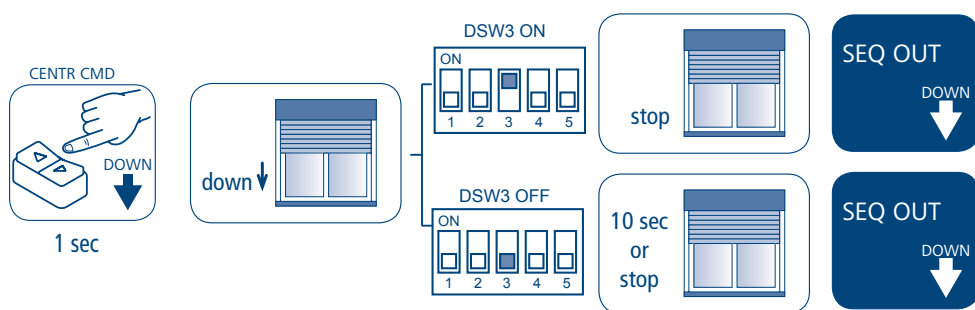 CENTR CMD
DOWN
1 sec
down
DSW3 ON
ON
1 2 3 4 5
stop
SEQ OUT
DOWN
DSW3 OFF
ON
1 2 3 4 5
10 sec
or
stop
SEQ OUT
DOWN